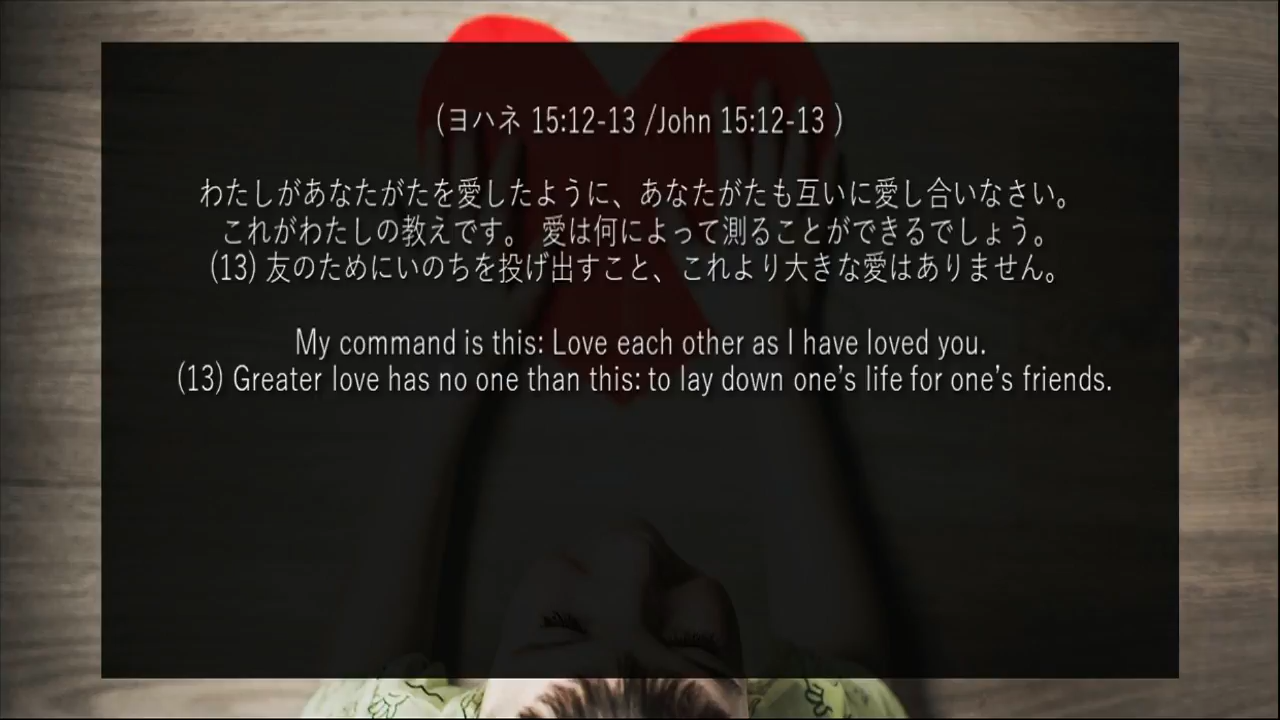 (ヨハネ 15:12-13 /John 15:12-13 )
わたしがあなたがたを愛したように、あなたがたも互いに愛し合いなさい。
これがわたしの教えです。 愛は何によって測ることができるでしょう。
(13) 友のためにいのちを投げ出すこと、これより大きな愛はありません。
My command is this: Love each other as I have loved you.
(13) Greater love has no one than this: to lay down one’s life for one’s friends.